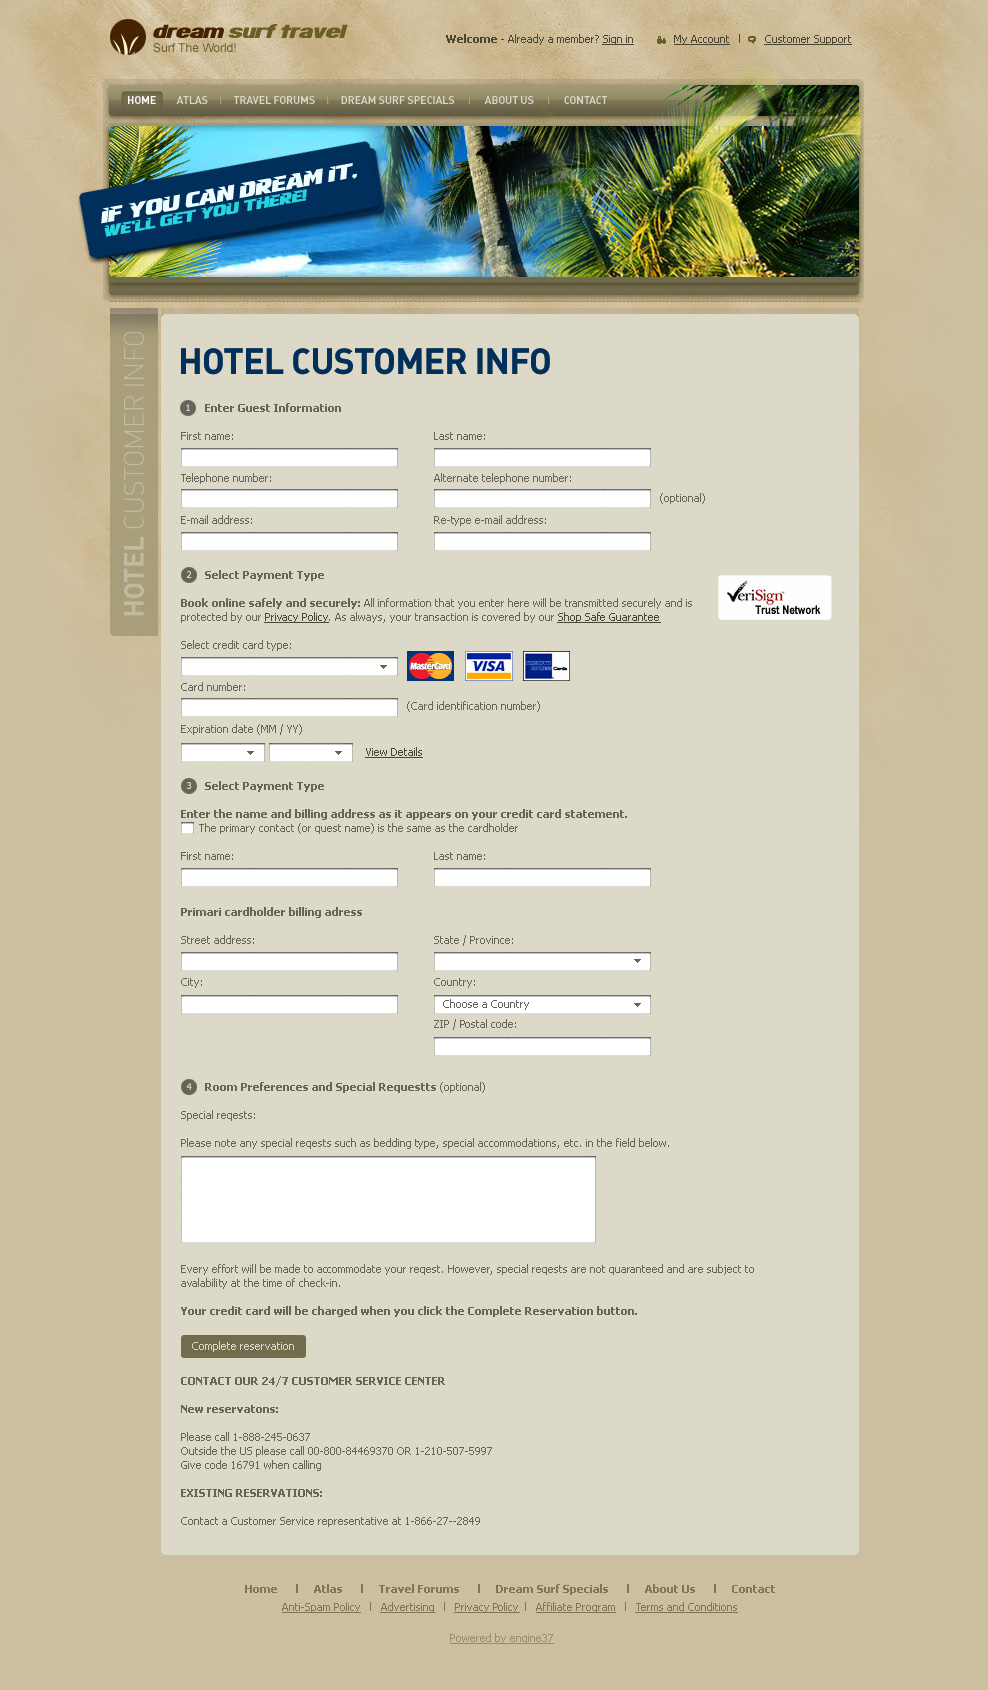 dream surf travel
Surf The World!
Welcome - Already a member? Sign in
My Account | Customer Support
HOME ATLAS | TRAVEL FORUMS | DREAM SURF SPECIALS | ABOUT US | CONTACT
IF YOU CAN DREAM IT,
WE'LL GET YOU THERE!
HOTEL CUSTOMER INFO
HOTEL CUSTOMER INFO
1 Enter Guest Information
First name: Last name:
Telephone number: Alternate telephone number:
(optional)
E-mail address: Re-type e-mail address:
2 Select Payment Type
VeriSign
Trust Network
Book online safely and securely: All information that you enter here will be transmitted securely and is
protected by our Privacy Policy. As always, your transaction is covered by our Shop Safe Guarantee
Select credit card type:
MasterCard VISA Cards
Card number:
(Card identification number)
Expiration date (MM / YY)
View Details
3 Select Payment Type
Enter the name and billing address as it appears on your credit card statement.
The primary contact (or quest name) is the same as the cardholder
First name: Last name:
Primari cardholder billing adress
Street address: State / Province:
City: Country:
Choose a Country
ZIP / Postal code:
4 Room Preferences and Special Requestts (optional)
Special reqests:
Please note any special reqests such as bedding type, special accommodations, etc. in the field below.
Every effort will be made to accommodate your reqest. However, special reqests are not quaranteed and are subject to
avalability at the time of check-in.
Your credit card will be charged when you click the Complete Reservation button.
Complete reservation
CONTACT OUR 24/7 CUSTOMER SERVICE CENTER
New reservatons:
Please call 1-888-245-0637
Outside the US please call 00-800-84469370 OR 1-210-507-5997
Give code 16791 when calling
EXISTING RESERVATIONS:
Contact a Customer Service representative at 1-866-27--2849
Home | Atlas | Travel Forums | Dream Surf Specials | About Us | Contact
Anti-Spam Policy | Advertising | Privacy Policy | Affiliate Program | Terms and Conditions
Powered by engine37